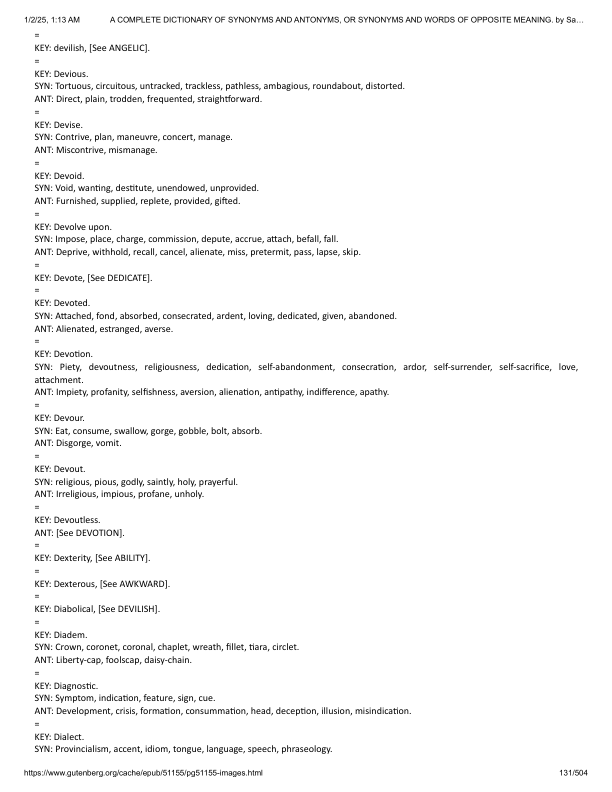 1/2/25, 1:13 AM A COMPLETE DICTIONARY OF SYNONYMS AND ANTONYMS, OR SYNONYMS AND WORDS OF OPPOSITE MEANING. by Sa…
=
KEY: devilish, [See ANGELIC].
=
KEY: Devious.
SYN: Tortuous, circuitous, untracked, trackless, pathless, ambagious, roundabout, distorted.
ANT: Direct, plain, trodden, frequented, straightforward.
=
KEY: Devise.
SYN: Contrive, plan, maneuvre, concert, manage.
ANT: Miscontrive, mismanage.
=
KEY: Devoid.
SYN: Void, wanting, destitute, unendowed, unprovided.
ANT: Furnished, supplied, replete, provided, gifted.
=
KEY: Devolve upon.
SYN: Impose, place, charge, commission, depute, accrue, attach, befall, fall.
ANT: Deprive, withhold, recall, cancel, alienate, miss, pretermit, pass, lapse, skip.
=
KEY: Devote, [See DEDICATE].
=
KEY: Devoted.
SYN: Attached, fond, absorbed, consecrated, ardent, loving, dedicated, given, abandoned.
ANT: Alienated, estranged, averse.
=
KEY: Devotion.
SYN: Piety, devoutness, religiousness, dedication, self-abandonment, consecration, ardor, self-surrender, self-sacrifice, love,
attachment.
ANT: Impiety, profanity, selfishness, aversion, alienation, antipathy, indifference, apathy.
=
KEY: Devour.
SYN: Eat, consume, swallow, gorge, gobble, bolt, absorb.
ANT: Disgorge, vomit.
=
KEY: Devout.
SYN: religious, pious, godly, saintly, holy, prayerful.
ANT: Irreligious, impious, profane, unholy.
=
KEY: Devoutless.
ANT: [See DEVOTION].
=
KEY: Dexterity, [See ABILITY].
=
KEY: Dexterous, [See AWKWARD].
=
KEY: Diabolical, [See DEVILISH].
=
KEY: Diadem.
SYN: Crown, coronet, coronal, chaplet, wreath, fillet, tiara, circlet.
ANT: Liberty-cap, foolscap, daisy-chain.
=
KEY: Diagnostic.
SYN: Symptom, indication, feature, sign, cue.
ANT: Development, crisis, formation, consummation, head, deception, illusion, misindication.
=
KEY: Dialect.
SYN: Provincialism, accent, idiom, tongue, language, speech, phraseology.
https://www.gutenberg.org/cache/epub/51155/pg51155-images.html 131/504